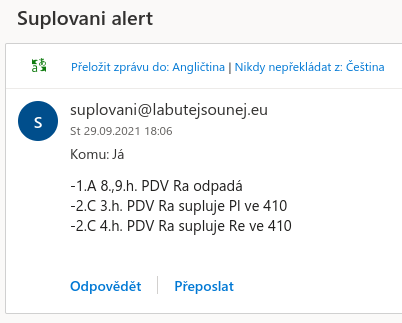 Suplovani alert
Přeložit zprávu do: Angličtina | Nikdy nepřekládat z: Čeština
S
suplovani@labutejsounej.eu
St 29.09.2021 18:06
Komu: Já
-1.A 8.,9.h. PDV Ra odpadá
-2.C 3.h. PDV Ra supluje Pl ve 410
-2.C 4.h. PDV Ra supluje Re ve 410
Odpovědět | Přeposlat